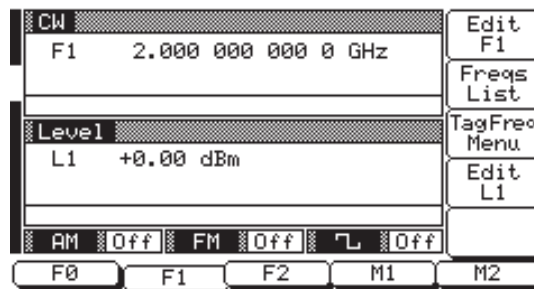 CW
F1 2.000 000 000 0 GHz
Level
L1 +0.00 dBm
AM Off FM Off Off
Edit
F1
Freqs
List
TagFreq
Menu
Edit
L1
F0 F1 F2 M1 M2